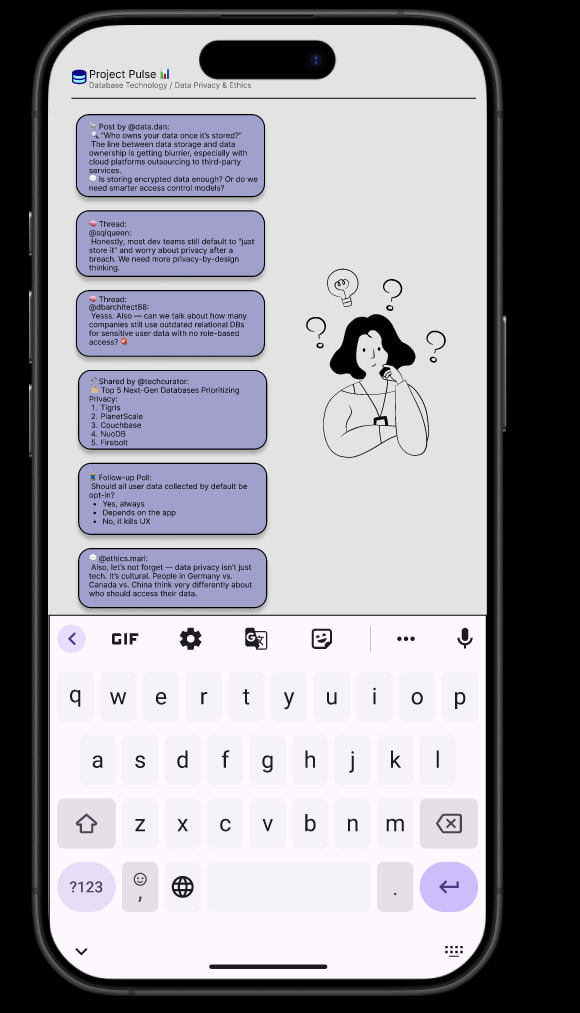 Project Pulse 📊
Database Technology / Data Privacy & Ethics
Post by @data.dan:
🔍 "Who owns your data once it's stored?"
The line between data storage and data
ownership is getting blurrier, especially with
cloud platforms outsourcing to third-party
services.
💬 Is storing encrypted data enough? Or do we
need smarter access control models?
🧠 Thread:
@sqlqueen:
Honestly, most dev teams still default to "just
store it" and worry about privacy after a
breach. We need more privacy-by-design
thinking.
🧠 Thread:
@dbarchitect88:
Yesss. Also — can we talk about how many
companies still use outdated relational DBs
for sensitive user data with no role-based
access?
Shared by @techcurator:
Top 5 Next-Gen Databases Prioritizing
Privacy:
1. Tigris
2. PlanetScale
3. Couchbase
4. NuoDB
5. Firebolt
Follow-up Poll:
Should all user data collected by default be
opt-in?
• Yes, always
• Depends on the app
• No, it kills UX
💬 @ethics.mari:
Also, let's not forget — data privacy isn't just
tech. It's cultural. People in Germany vs.
Canada vs. China think very differently about
who should access their data.
GIF
q w e r t y u i o p
a s d f g h j k l
z x c v b n m
?123 , .